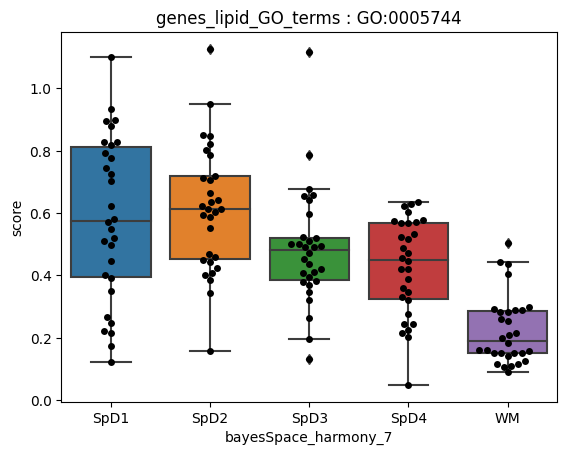 genes_lipid_GO_terms : GO:0005744
score
1.0
0.8
0.6
0.4
0.2
0.0
SpD1 SpD2 SpD3 SpD4 WM
bayesSpace_harmony_7